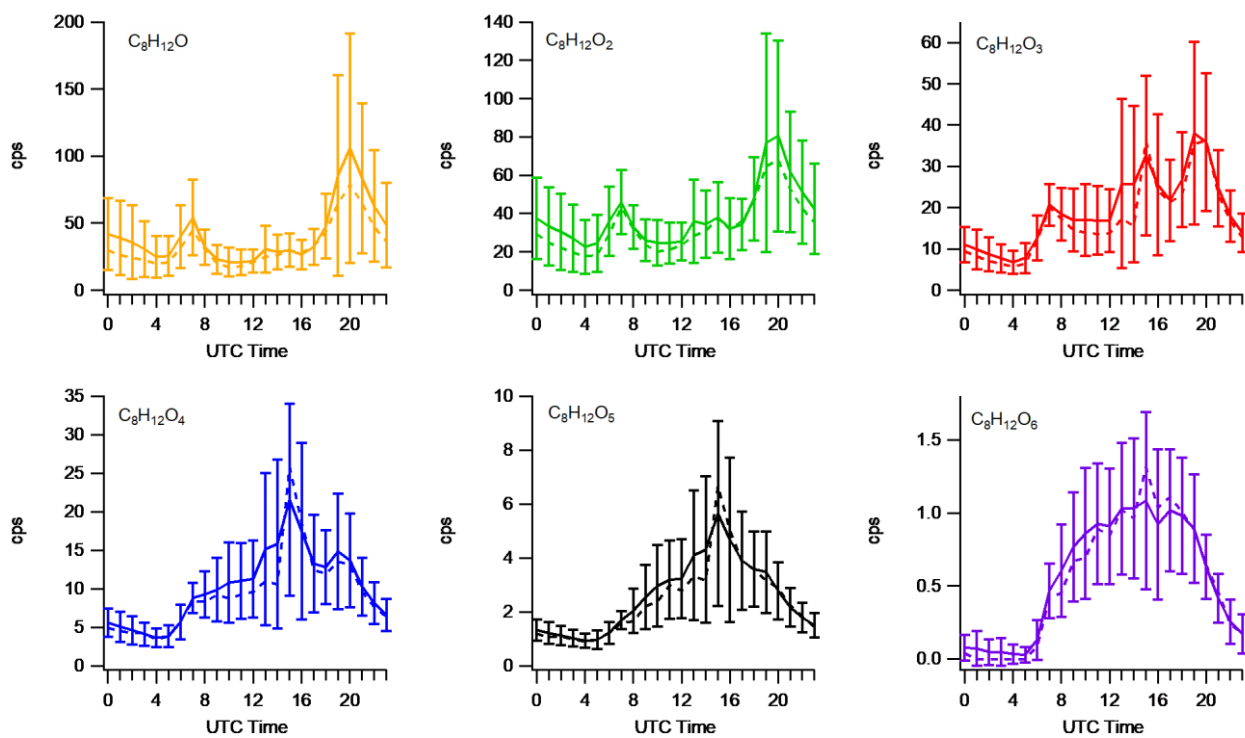 200
150
100
50
0
cps
C₈H₁₂O
0 4 8 12 16 20
UTC Time
140
120
100
80
60
40
20
0
cps
C₈H₁₂O₂
0 4 8 12 16 20
UTC Time
60
50
40
30
20
10
0
cps
C₈H₁₂O₃
0 4 8 12 16 20
UTC Time
35
30
25
20
15
10
5
0
cps
C₈H₁₂O₄
0 4 8 12 16 20
UTC Time
10
8
6
4
2
0
cps
C₈H₁₂O₅
0 4 8 12 16 20
UTC Time
1.5
1.0
0.5
0.0
cps
C₈H₁₂O₆
0 4 8 12 16 20
UTC Time